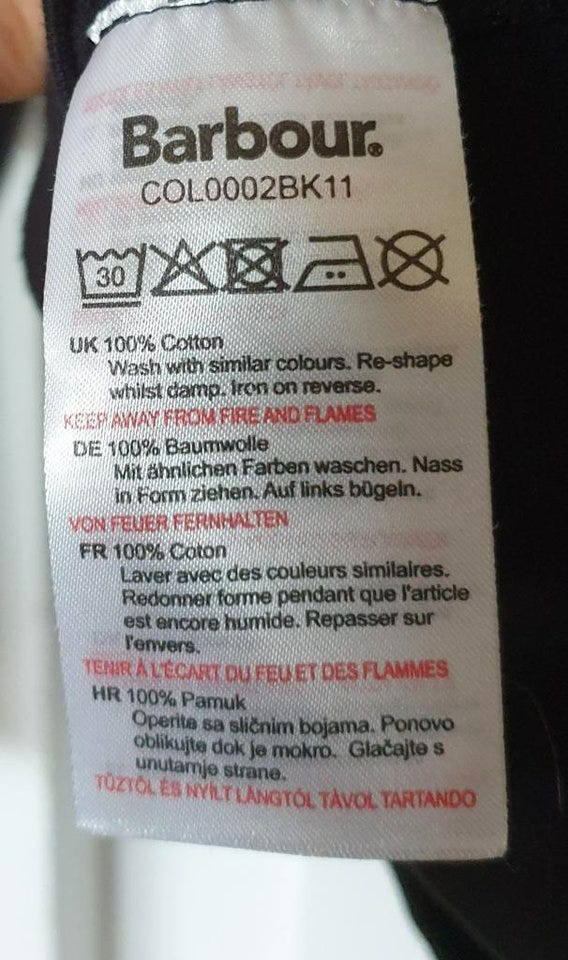 Barbour®
COL0002BK11
30
UK 100% Cotton
Wash with similar colours. Re-shape
whilst damp. Iron on reverse.
KEEP AWAY FROM FIRE AND FLAMES
DE 100% Baumwolle
Mit ähnlichen Farben waschen. Nass
in Form ziehen. Auf links bügeln.
VON FEUER FERNHALTEN
FR 100% Coton
Laver avec des couleurs similaires.
Redonner forme pendant que l'article
est encore humide. Repasser sur
l'envers.
TENIR À L'ÉCART DU FEU ET DES FLAMMES
HR 100% Pamuk
Operite sa sličnim bojama. Ponovo
oblikujte dok je mokro. Glačajte s
unutarnje strane.
TŰZTŐL ÉS NYÍLT LÁNGTÓL TÁVOL TARTANDO